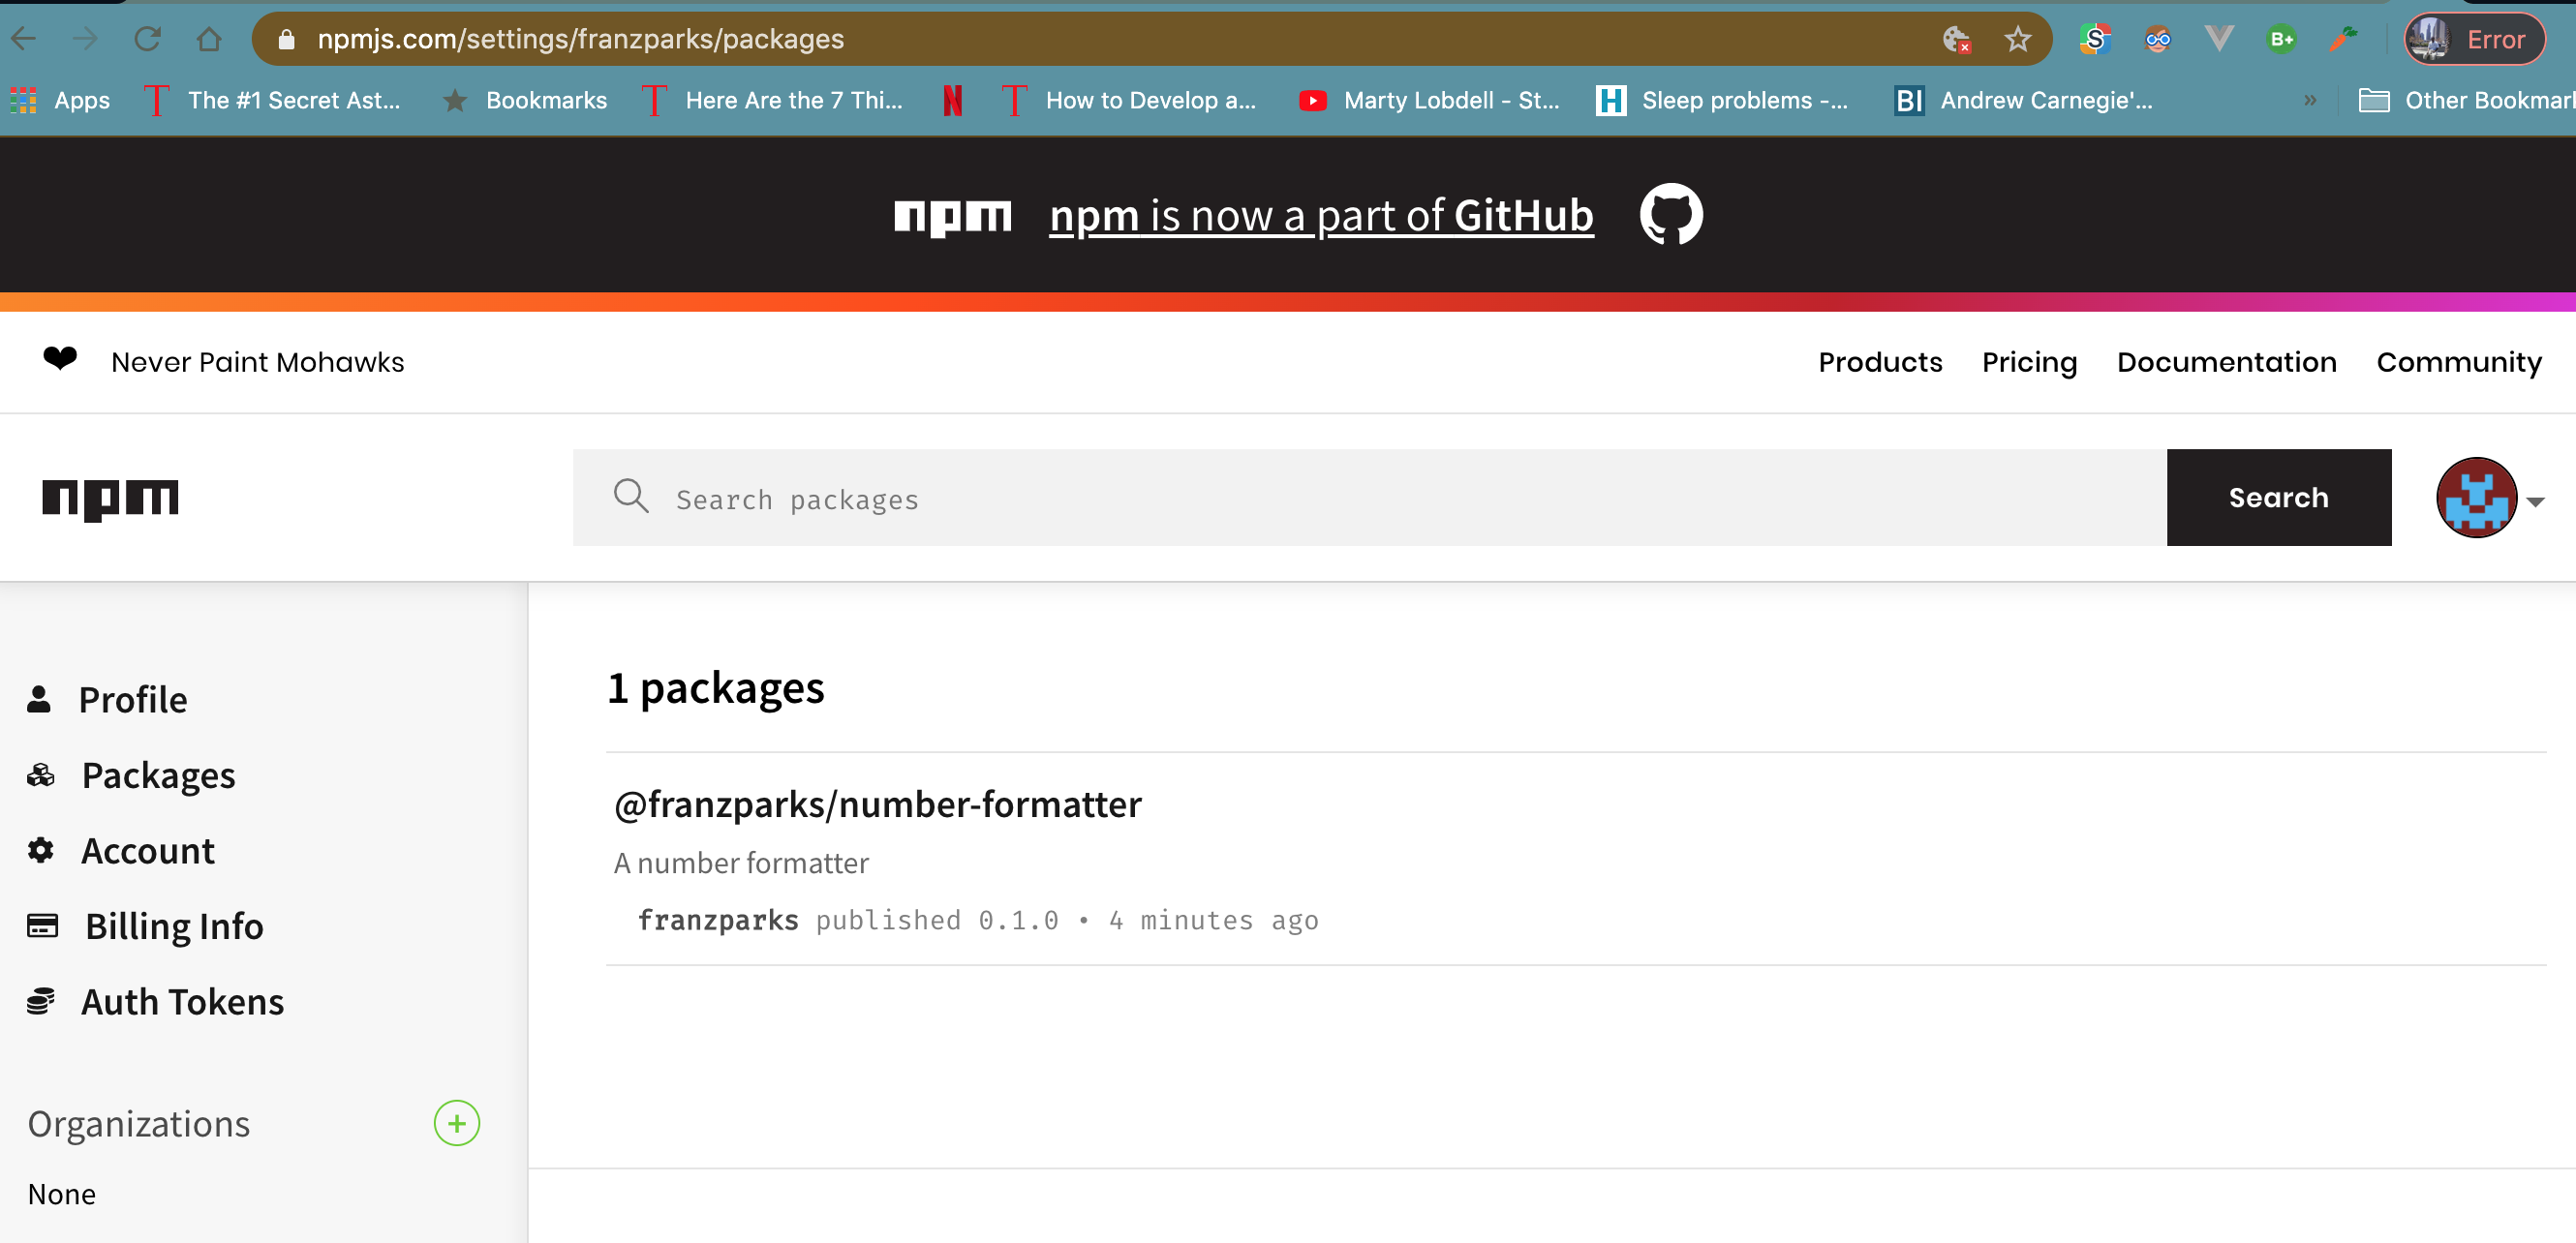 npmjs.com/settings/franzparks/packages
S
B+
Error
Apps
T The #1 Secret Ast...
Bookmarks
T Here Are the 7 Thi...
N
T How to Develop a...
Marty Lobdell - St...
H Sleep problems -...
BI Andrew Carnegie'...
»
Other Bookmark
npm npm is now a part of GitHub
❤ Never Paint Mohawks
Products Pricing Documentation Community
npm
Search packages
Search
Profile
Packages
Account
Billing Info
Auth Tokens
Organizations +
None
1 packages
@franzparks/number-formatter
A number formatter
franzparks published 0.1.0 • 4 minutes ago